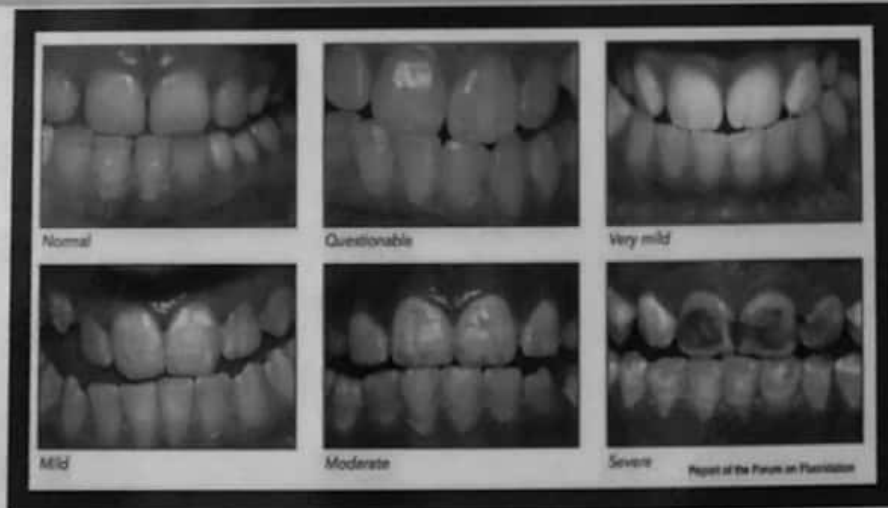 Normal
Questionable
Very mild
Mild
Moderate
Severe
Report of the Forum on Fluoridation